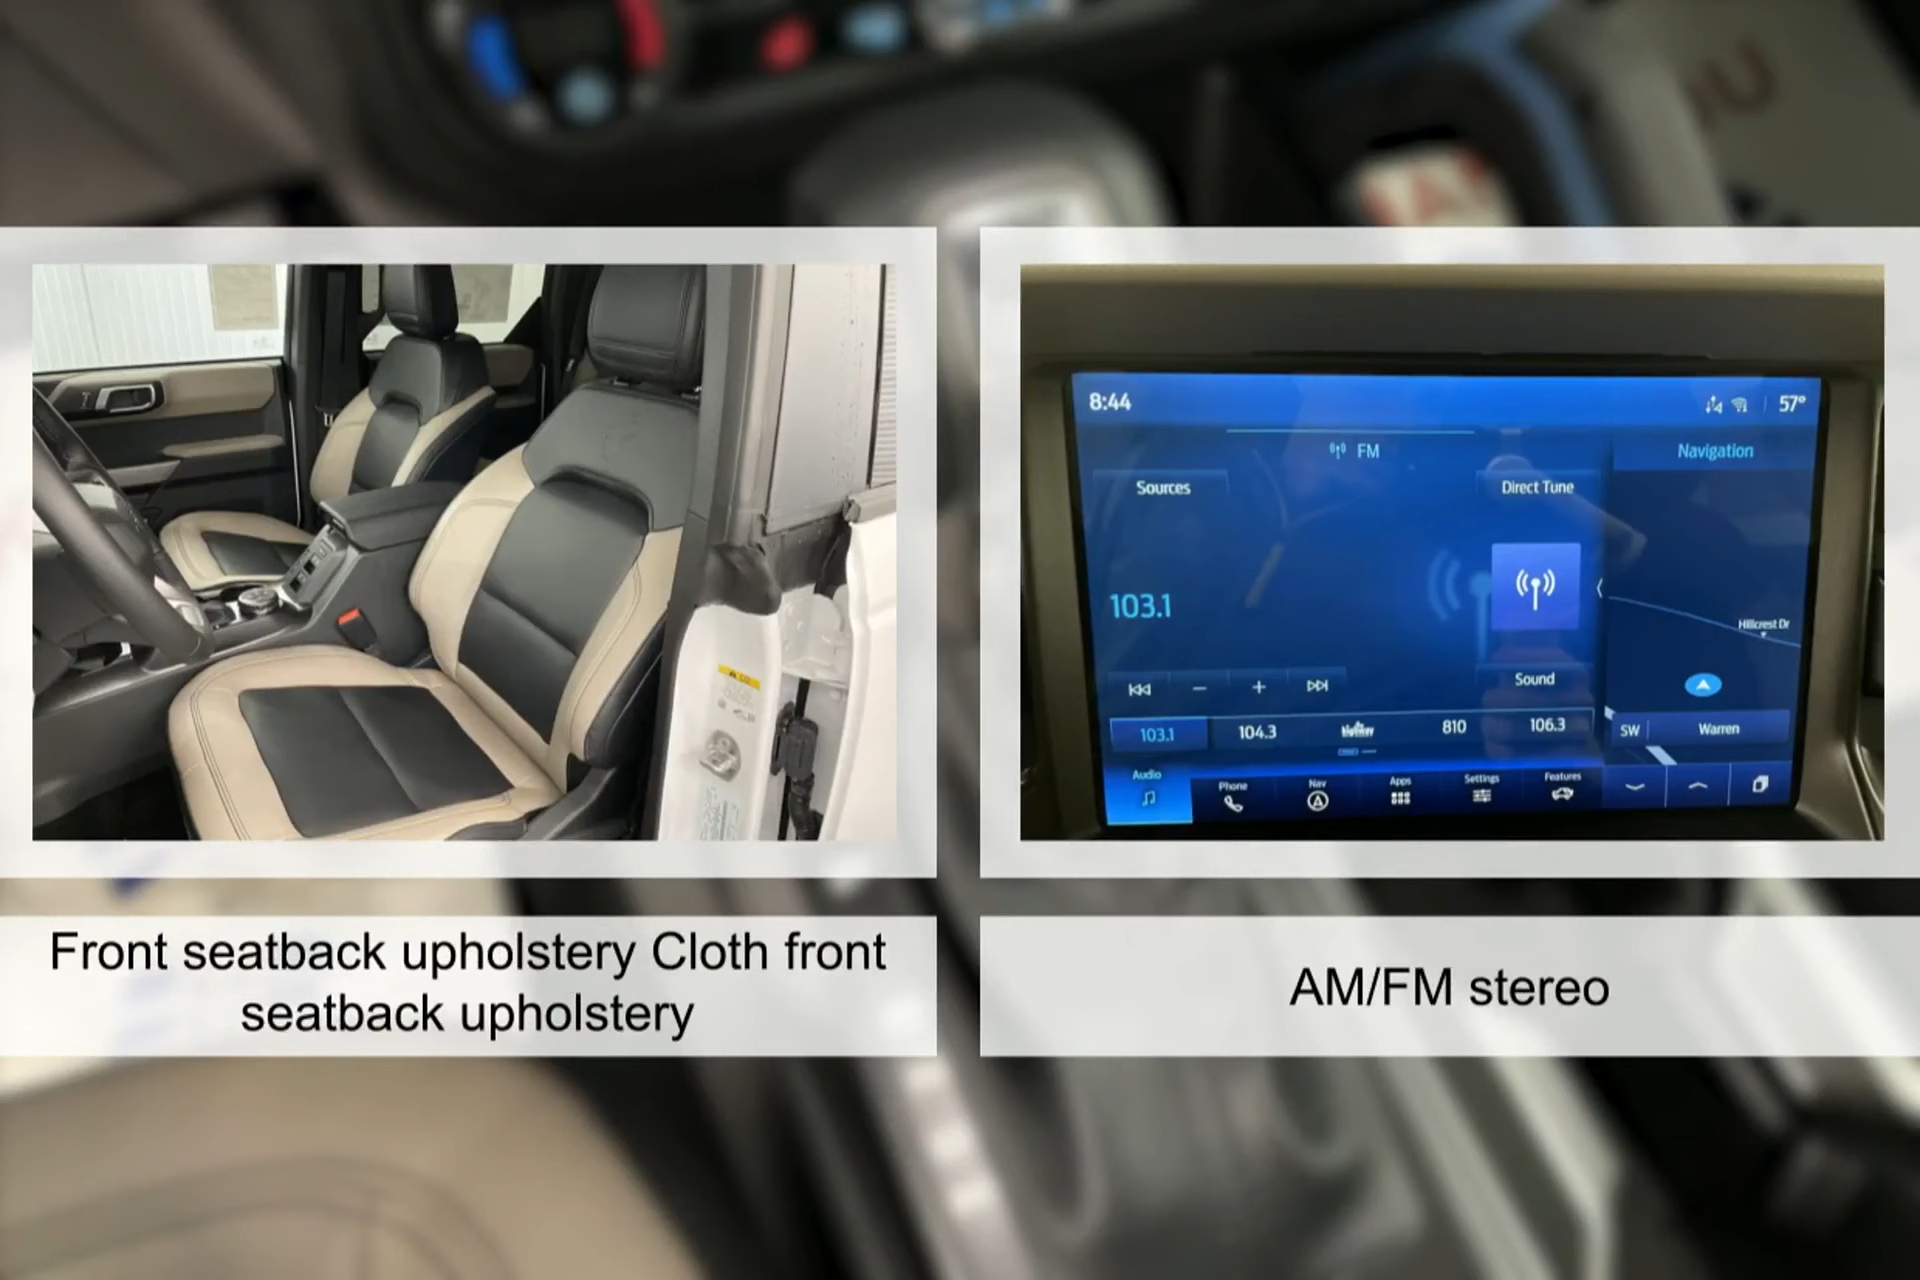 Front seatback upholstery Cloth front
seatback upholstery
8:44
57°
FM
Navigation
Sources
Direct Tune
103.1
Hillcrest Dr
Sound
103.1
104.3
810
106.3
SW
Warren
Audio
Phone
Nav
Apps
Settings
Features
AM/FM stereo